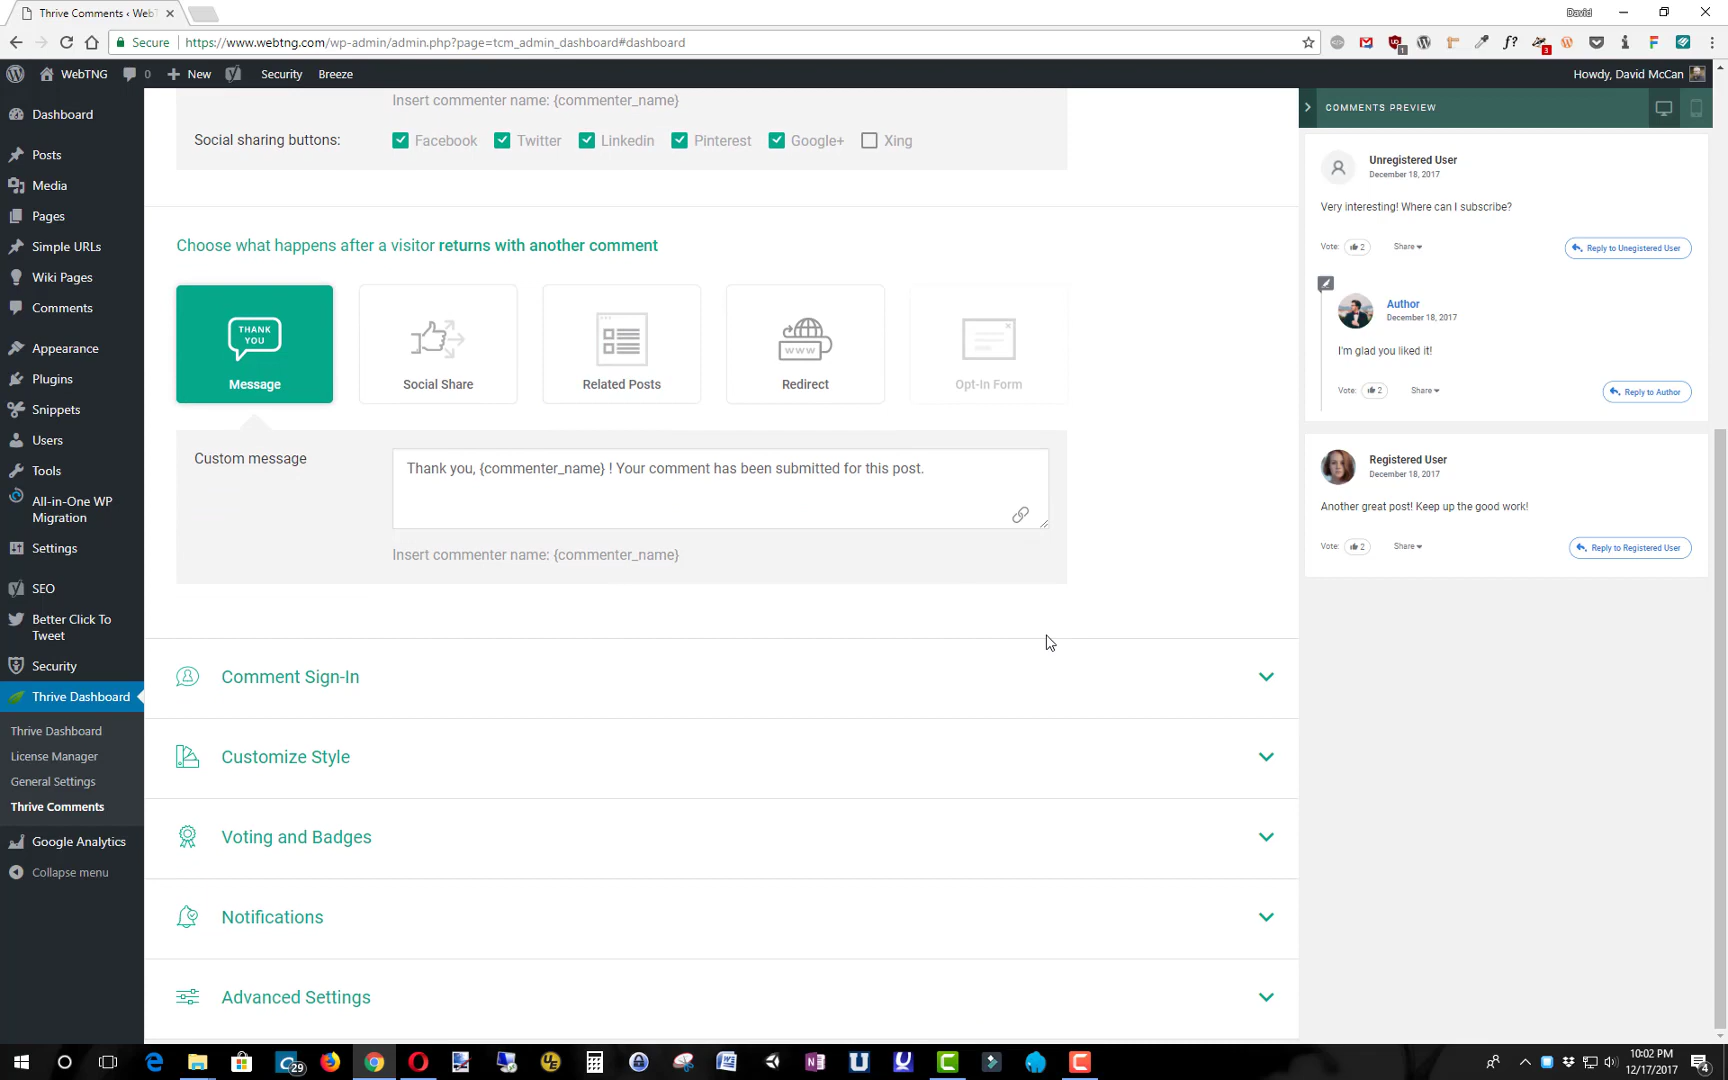 Thrive Comments ‹ WebT
David
Secure
https://www.webtng.com/wp-admin/admin.php?page=tcm_admin_dashboard#dashboard
WebTNG
0
New
Security
Breeze
Howdy, David McCan
Dashboard
Posts
Media
Pages
Simple URLs
Wiki Pages
Comments
Appearance
Plugins
Snippets
Users
Tools
All-in-One WP
Migration
Settings
SEO
Better Click To
Tweet
Security
Thrive Dashboard
Thrive Dashboard
License Manager
General Settings
Thrive Comments
Google Analytics
Collapse menu
Insert commenter name: {commenter_name}
Social sharing buttons:
Facebook
Twitter
Linkedin
Pinterest
Google+
Xing
Choose what happens after a visitor returns with another comment
THANK
YOU
Message
Social Share
Related Posts
WWW
Redirect
Opt-In Form
Custom message
Thank you, {commenter_name} ! Your comment has been submitted for this post.
Insert commenter name: {commenter_name}
Comment Sign-In
Customize Style
Voting and Badges
Notifications
Advanced Settings
COMMENTS PREVIEW
Unregistered User
December 18, 2017
Very interesting! Where can I subscribe?
Vote:
2
Share
Reply to Unegistered User
Author
December 18, 2017
I'm glad you liked it!
Vote:
2
Share
Reply to Author
Registered User
December 18, 2017
Another great post! Keep up the good work!
Vote:
2
Share
Reply to Registered User
29
10:02 PM
12/17/2017
4